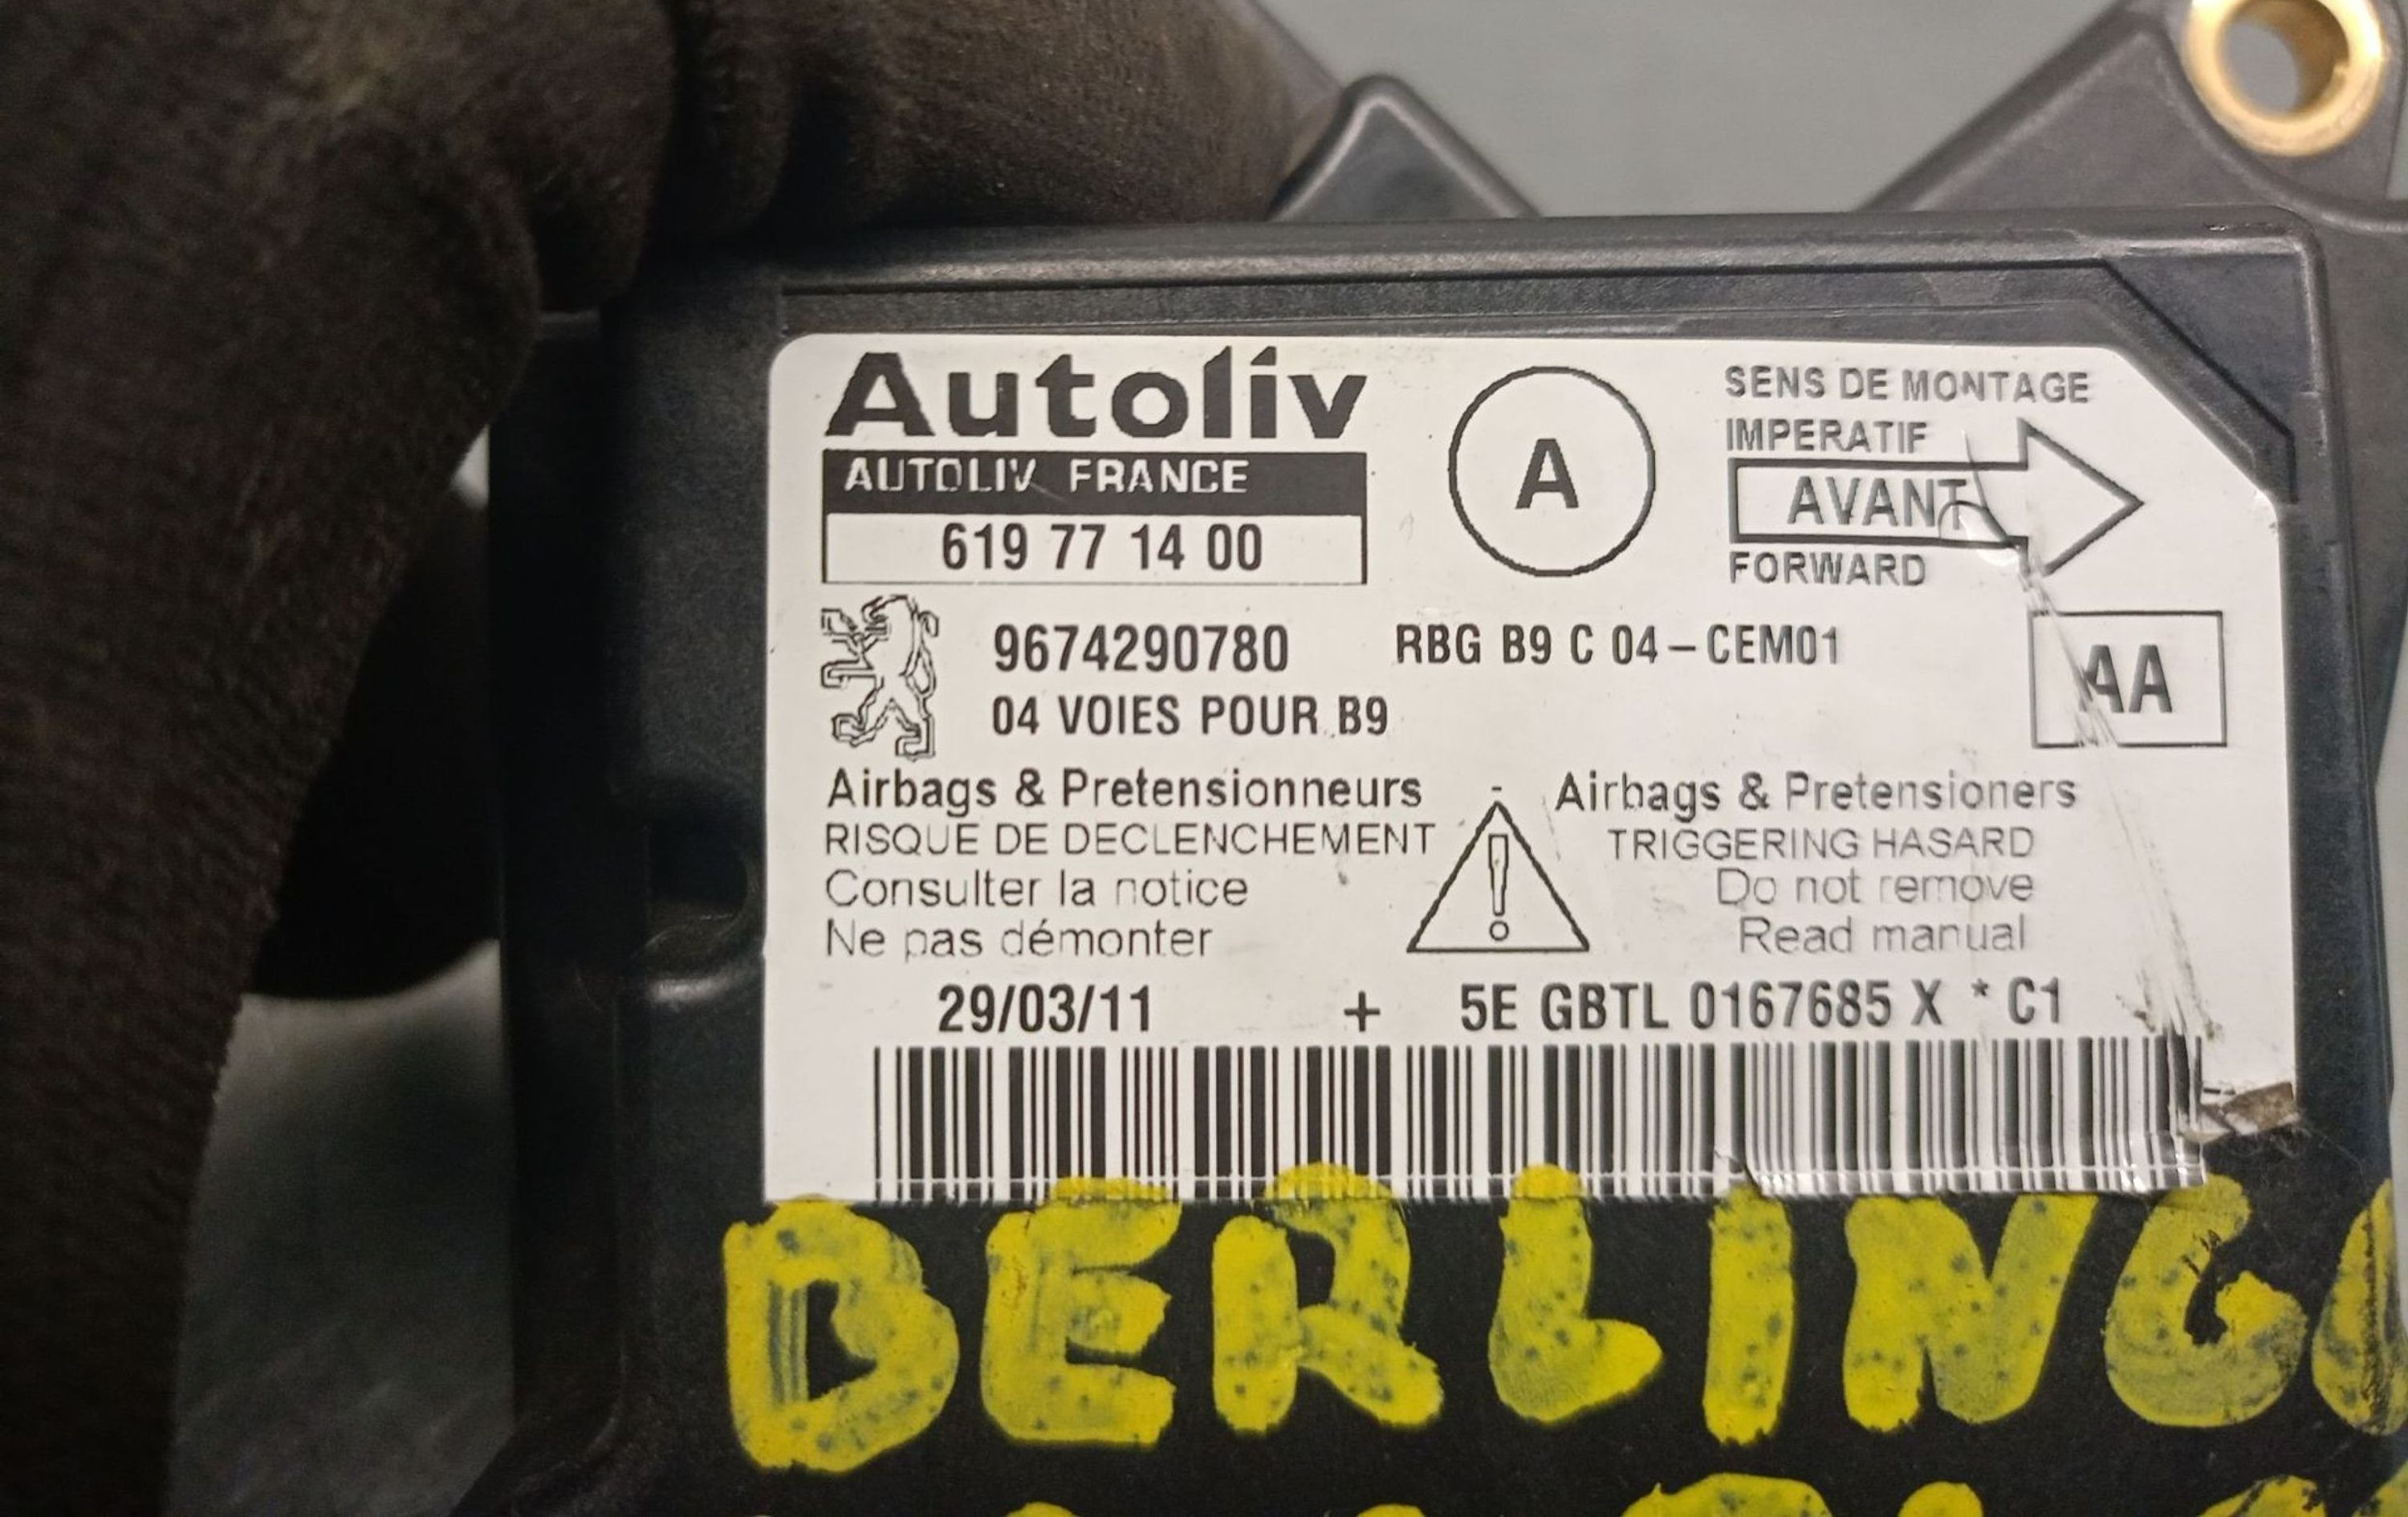 Autoliv
AUTOLIV FRANCE
619 77 14 00
A
SENS DE MONTAGE
IMPERATIF
AVANT
FORWARD
9674290780 RBG B9 C 04-CEM01
04 VOIES POUR B9
AA
Airbags & Pretensionneurs - Airbags & Pretensioners
RISQUE DE DECLENCHEMENT TRIGGERING HASARD
Consulter la notice Do not remove
Ne pas démonter Read manual
29/03/11 + 5E GBTL 0167685 X * C1
BERLINGO